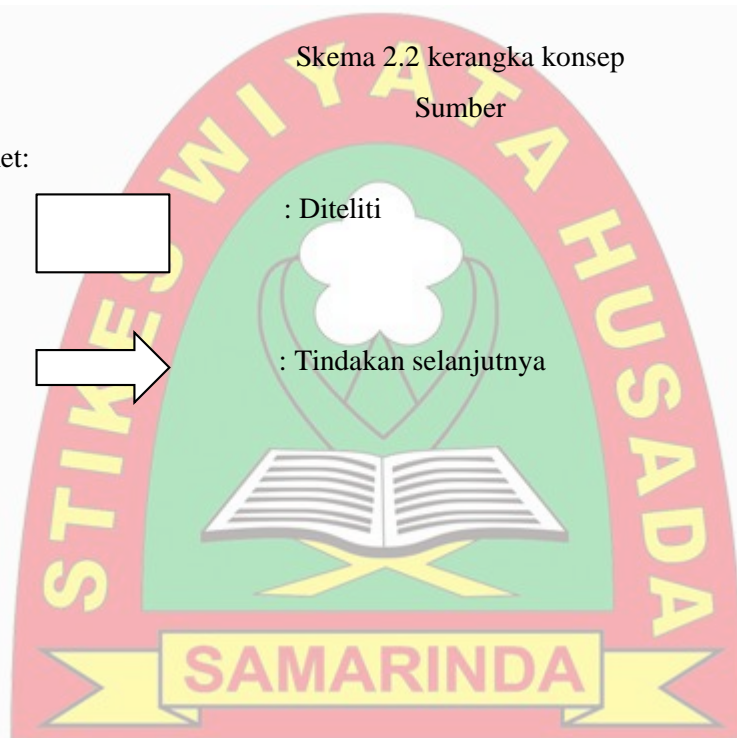 Skema 2.2 kerangka konsep
Sumber
et:
: Diteliti
: Tindakan selanjutnya
STIKES WIYATA HUSADA
SAMARINDA